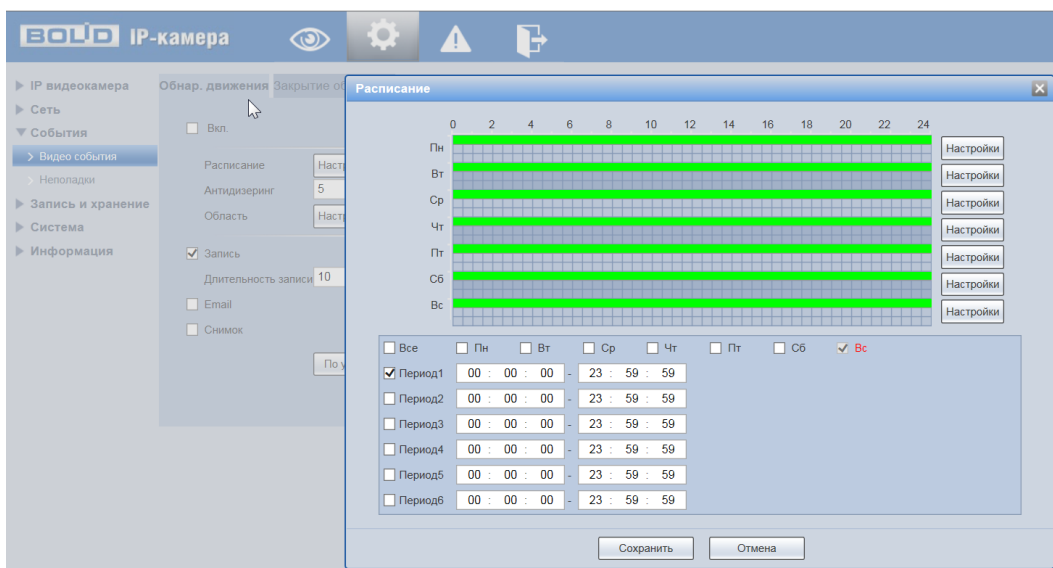 BOLID IP-камера
IP видеокамера
Сеть
События
Видео события
Неполадки
Запись и хранение
Система
Информация
Обнар. движения Закрытие об
Вкл.
Расписание Настр
Антидизеринг 5
Область Настр
Запись
Длительность записи 10
Email
Снимок
По у
Расписание
0 2 4 6 8 10 12 14 16 18 20 22 24
Пн Настройки
Вт Настройки
Ср Настройки
Чт Настройки
Пт Настройки
Сб Настройки
Вс Настройки
Все Пн Вт Ср Чт Пт Сб Вс
Период1 00 : 00 : 00 - 23 : 59 : 59
Период2 00 : 00 : 00 - 23 : 59 : 59
Период3 00 : 00 : 00 - 23 : 59 : 59
Период4 00 : 00 : 00 - 23 : 59 : 59
Период5 00 : 00 : 00 - 23 : 59 : 59
Период6 00 : 00 : 00 - 23 : 59 : 59
Сохранить Отмена